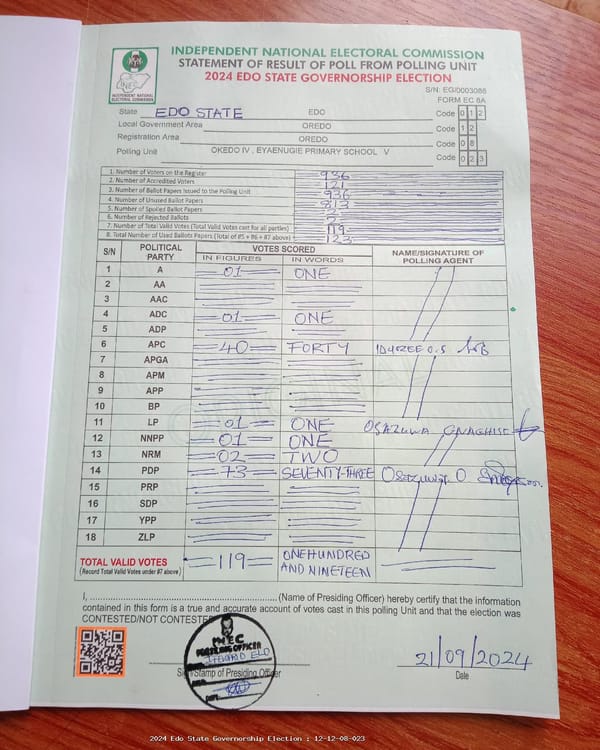 INDEPENDENT NATIONAL ELECTORAL COMMISSION
STATEMENT OF RESULT OF POLL FROM POLLING UNIT
2024 EDO STATE GOVERNORSHIP ELECTION
INEC
INDEPENDENT NATIONAL ELECTORAL COMMISSION
S/N: EG/0003086
FORM EC 8A
State EDO STATE EDO Code 0 1 2
Local Government Area OREDO Code 1 2
Registration Area OREDO Code 0 8
Polling Unit OKEDO IV , EYAENUGIE PRIMARY SCHOOL V Code 0 2 3
1. Number of Voters on the Register 936
2. Number of Accredited Voters 121
3. Number of Ballot Papers Issued to the Polling Unit 936
4. Number of Unused Ballot Papers 813
5. Number of Spoiled Ballot Papers 2
6. Number of Rejected Ballots 2
7. Number of Total Valid Votes (Total Valid Votes cast for all parties) 119
8. Total Number of Used Ballots Papers (Total of #5 + #6 + #7 above) 123
S/N POLITICAL PARTY VOTES SCORED NAME/SIGNATURE OF POLLING AGENT
IN FIGURES IN WORDS
1 A 01 ONE
2 AA
3 AAC
4 ADC 01 ONE
5 ADP
6 APC 40 FORTY
7 APGA
8 APM
9 APP
10 BP
11 LP 01 ONE OSAZUWA
12 NNPP 01 ONE
13 NRM 02 TWO
14 PDP 73 SEVENTY-THREE Osazuwa O
15 PRP
16 SDP
17 YPP
18 ZLP
TOTAL VALID VOTES 119 ONE HUNDRED AND NINETEEN
(Record Total Valid Votes under #7 above)
I, (Name of Presiding Officer) hereby certify that the information
contained in this form is a true and accurate account of votes cast in this polling Unit and that the election was
CONTESTED/NOT CONTESTED
INEC
PRESIDING OFFICER
Sign/Stamp of Presiding Officer
21/09/2024
Date
2024 Edo State Governorship Election : 12-12-08-023